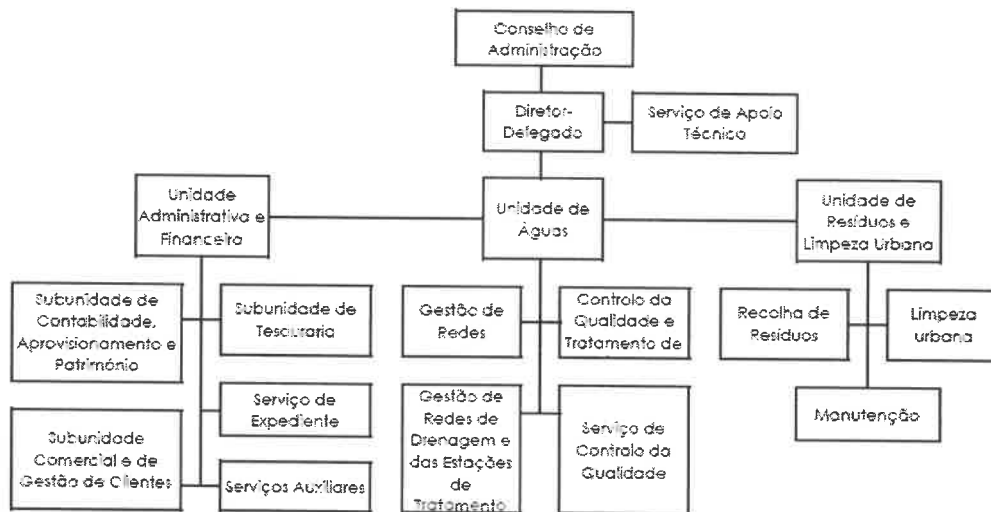 Conselho de
Administração
Diretor-
Delegado
Serviço de Apoio
Técnico
Unidade
Administrativa e
Financeira
Unidade de
Águas
Unidade de
Resíduos e
Limpeza Urbana
Subunidade de
Contabilidade,
Aprovisionamento e
Património
Subunidade de
Tesouraria
Gestão de
Redes
Controlo da
Qualidade e
Tratamento de
Recolha de
Resíduos
Limpeza
urbana
Serviço de
Expediente
Subunidade
Comercial e de
Gestão de Clientes
Serviços Auxiliares
Gestão de
Redes de
Drenagem e
das Estações
de
Tratamento
Serviço de
Controlo da
Qualidade
Manutenção